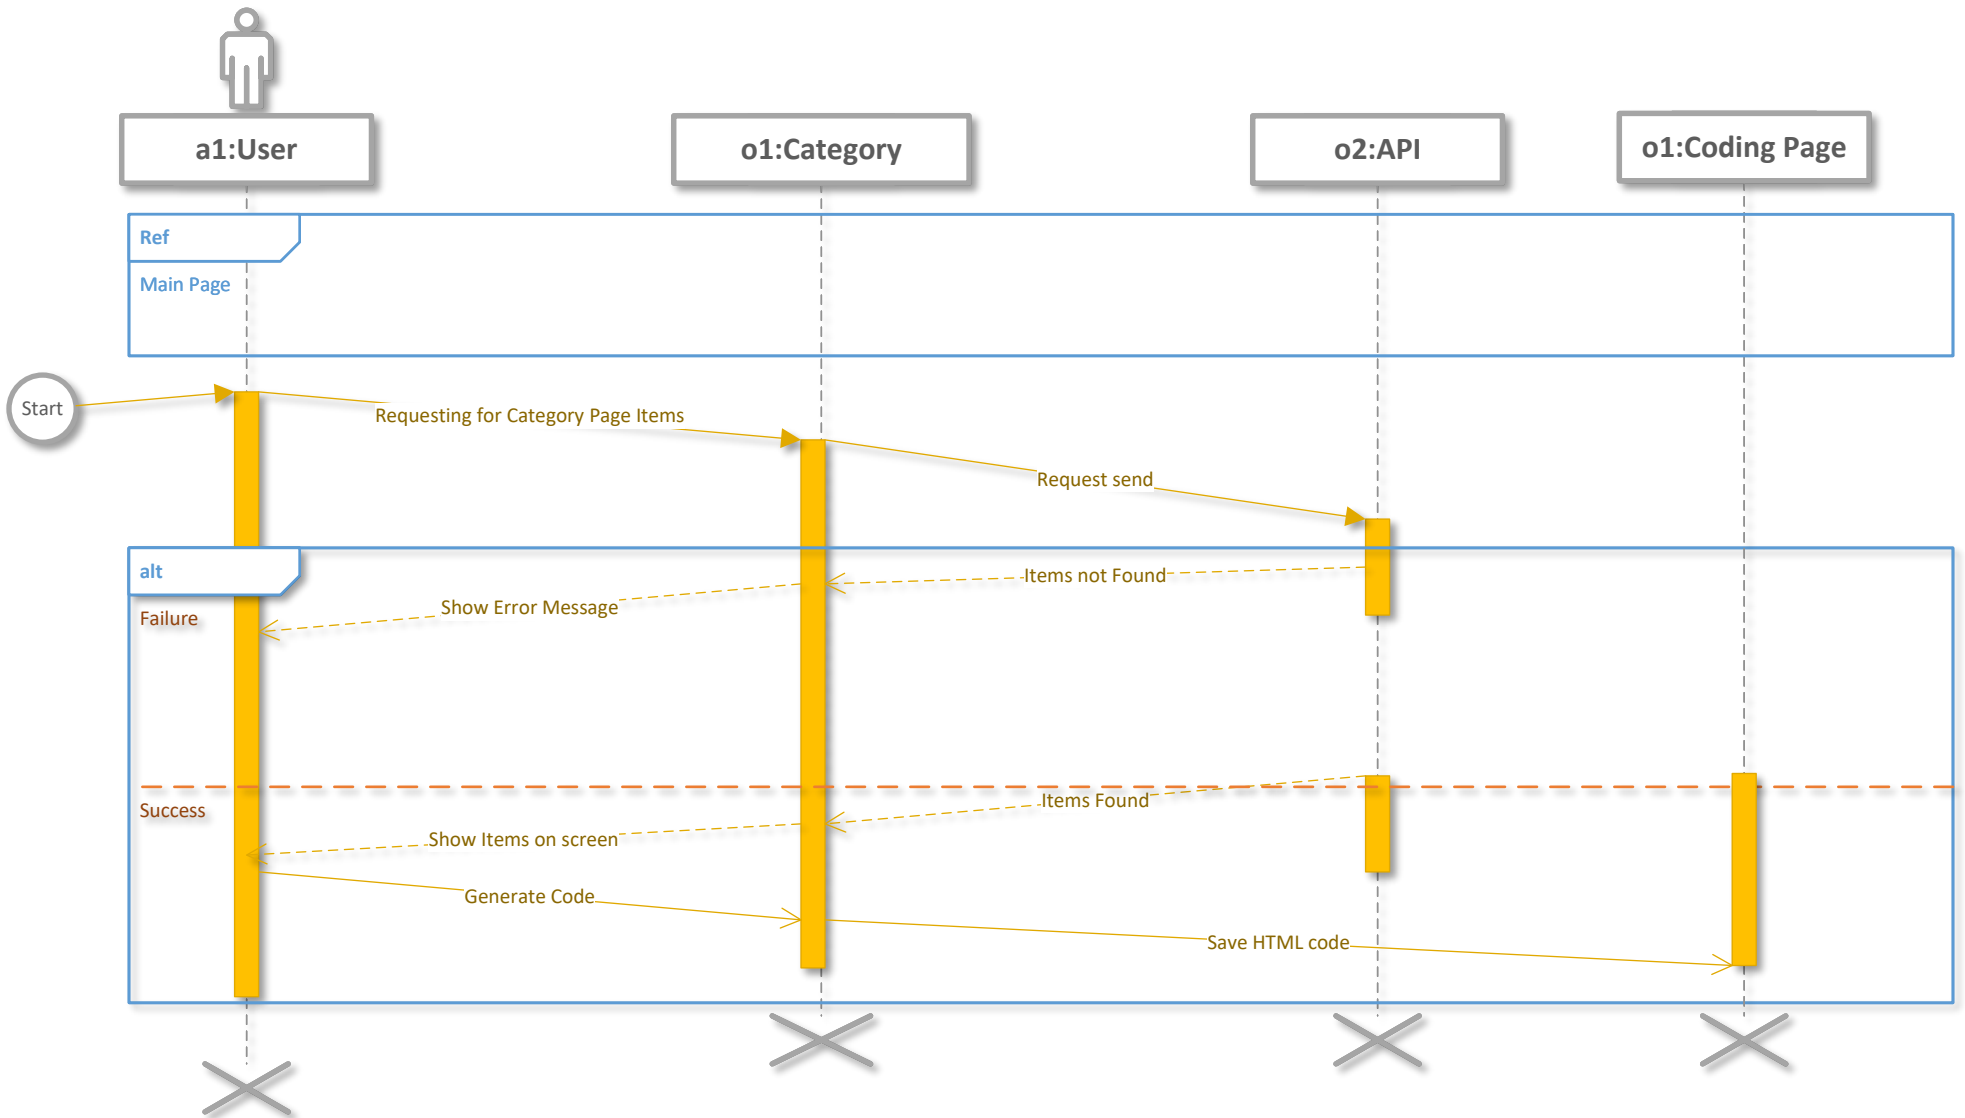 a1:User
o1:Category
o2:API
o1:Coding Page
Ref
Main Page
Start
Requesting for Category Page Items
Request send
alt
Items not Found
Show Error Message
Failure
Items Found
Success
Show Items on screen
Generate Code
Save HTML code